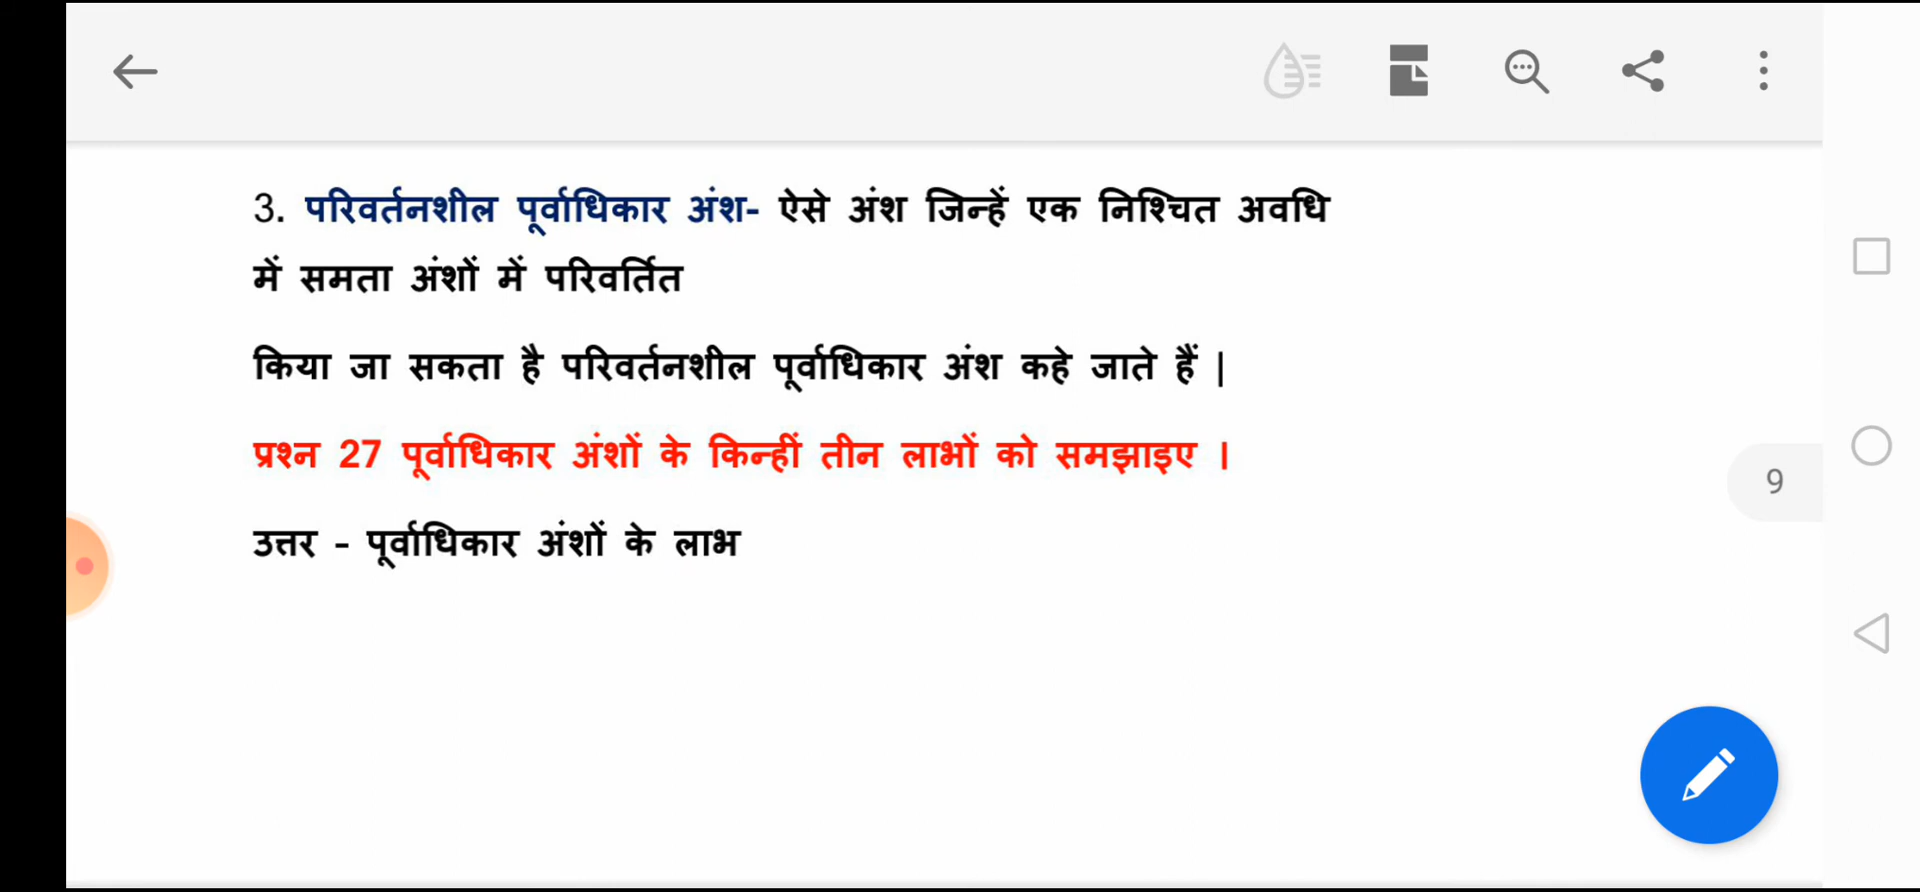 3. परिवर्तनशील पूर्वाधिकार अंश- ऐसे अंश जिन्हें एक निश्चित अवधि
में समता अंशों में परिवर्तित
किया जा सकता है परिवर्तनशील पूर्वाधिकार अंश कहे जाते हैं |
प्रश्न 27 पूर्वाधिकार अंशों के किन्हीं तीन लाभों को समझाइए ।
9
उत्तर - पूर्वाधिकार अंशों के लाभ